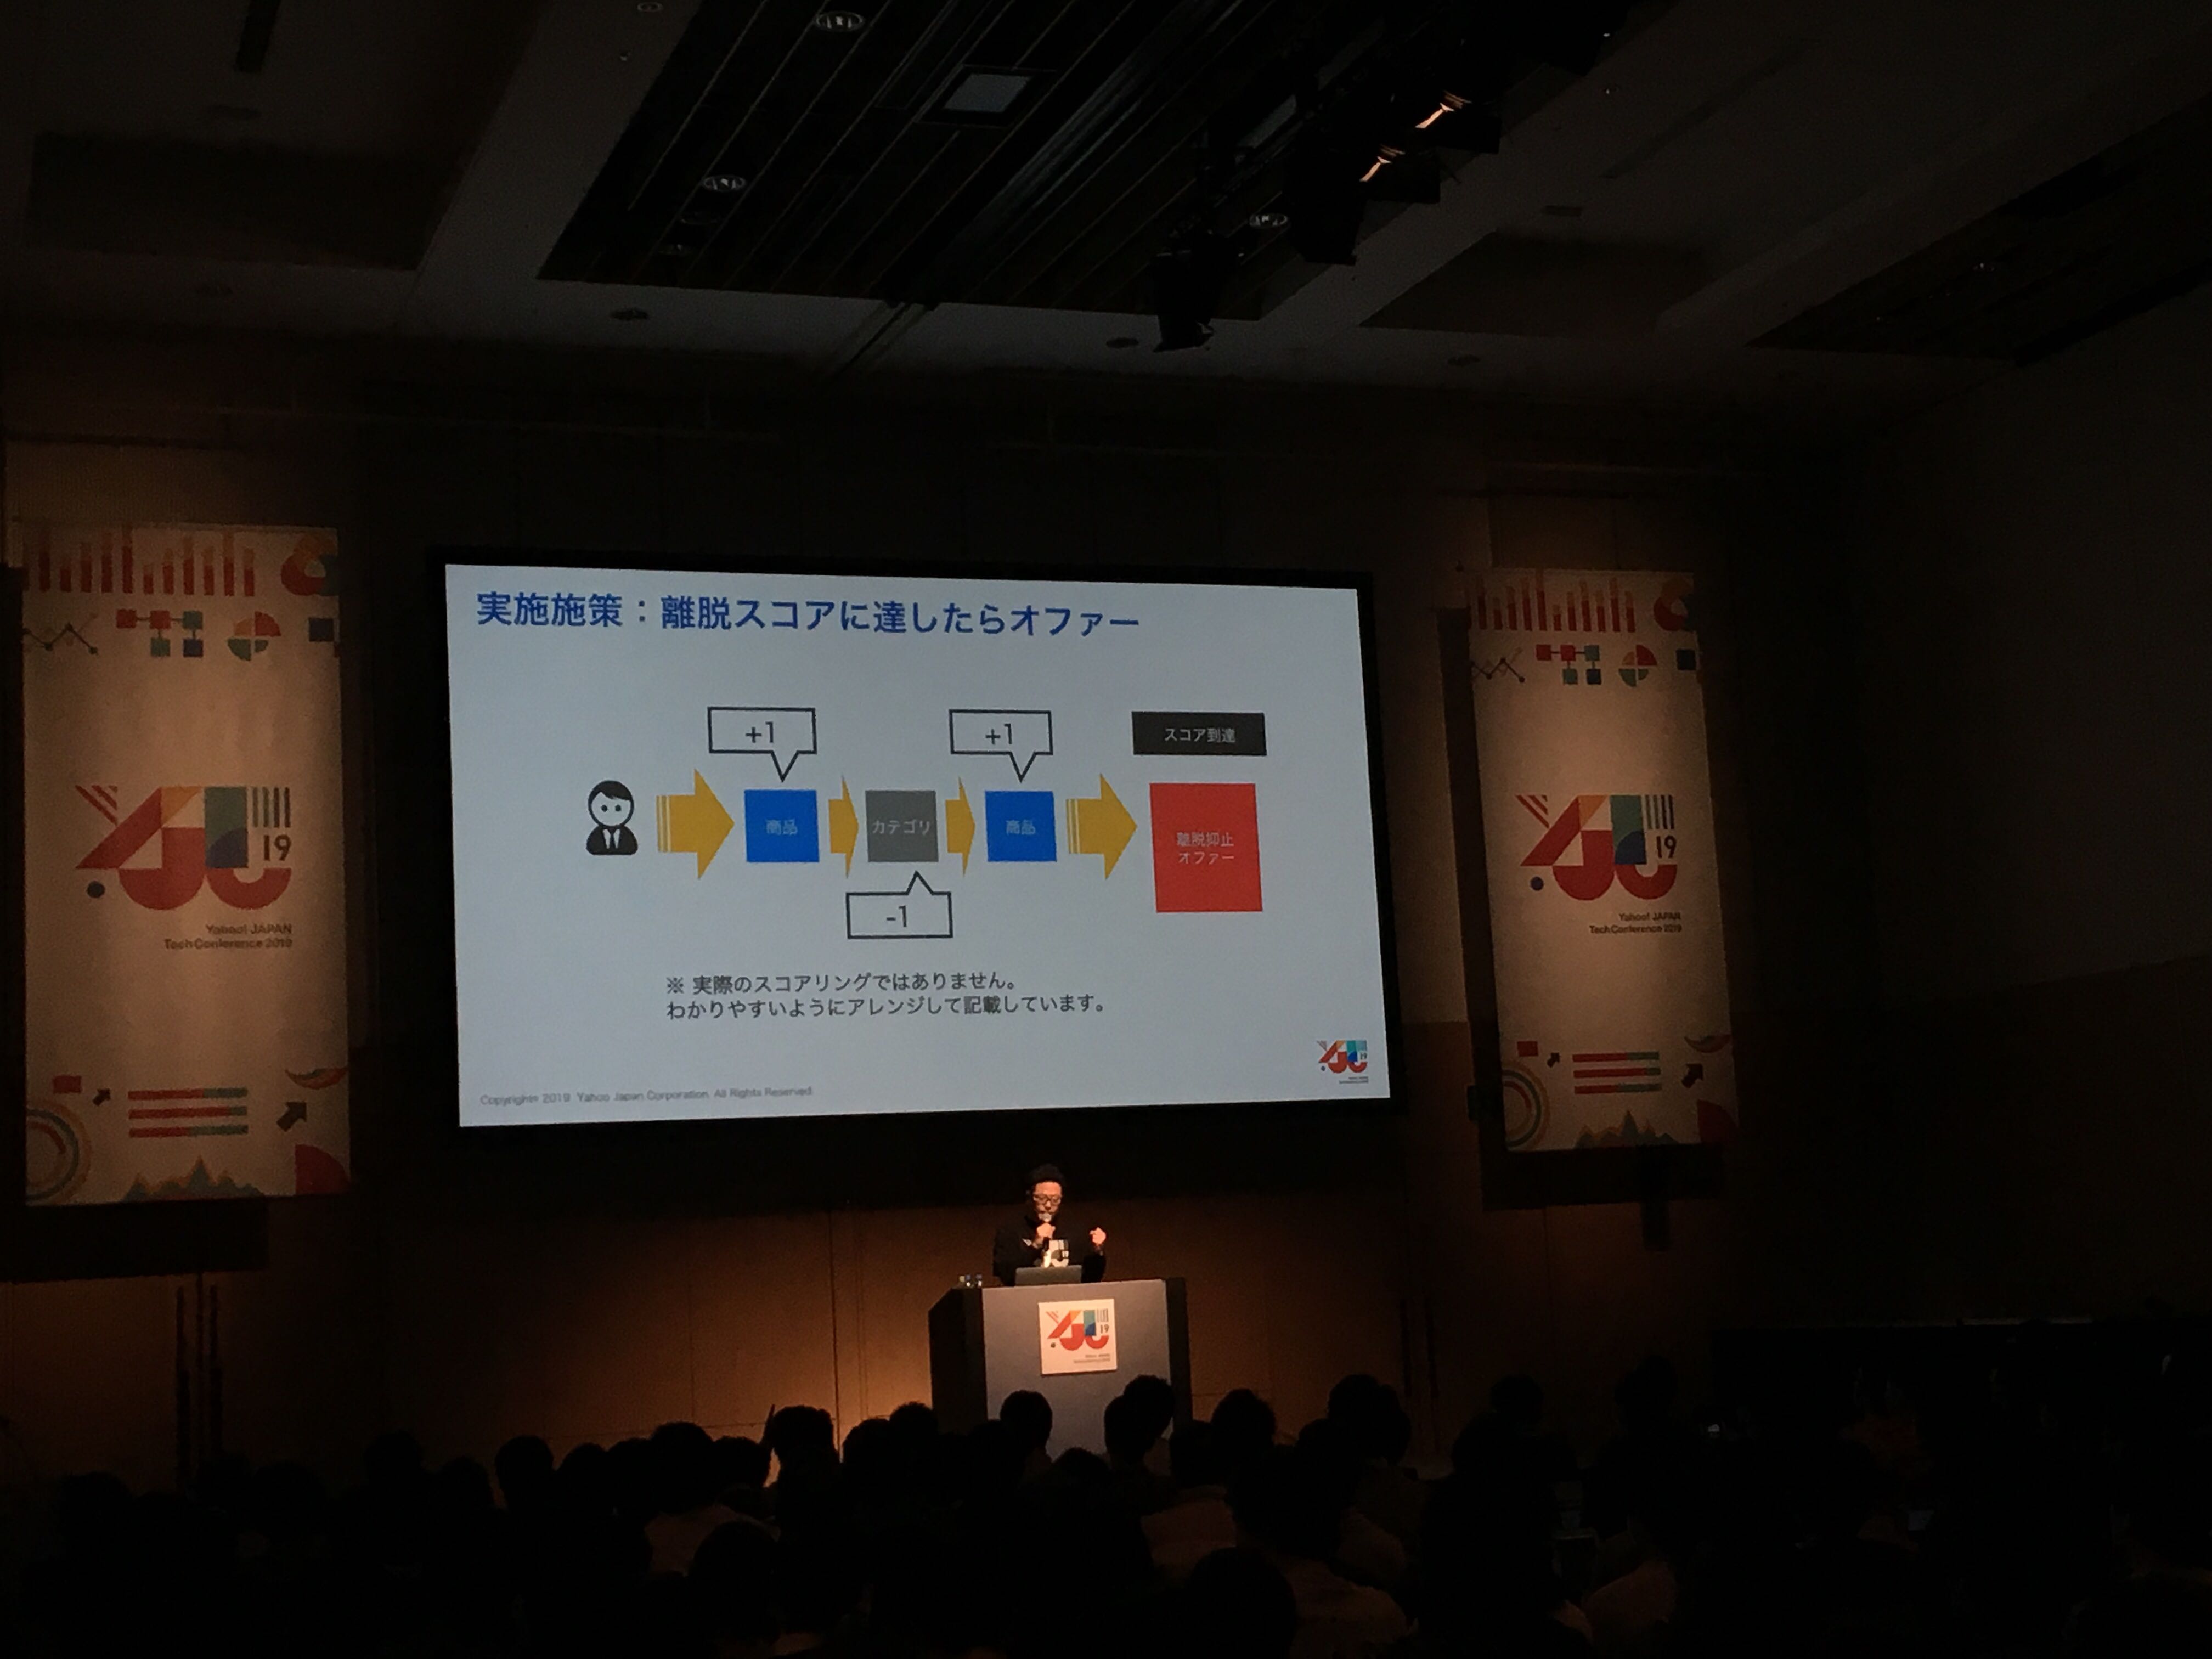 実施施策：離脱スコアに達したらオファー
+1
+1
スコア到達
商品
カテゴリ
商品
離脱抑止
オファー
-1
※ 実際のスコアリングではありません。
わかりやすいようにアレンジして記載しています。
Copyright© 2019 Yahoo Japan Corporation. All Rights Reserved.
19
Yahoo! JAPAN
Tech Conference 2019
19
Yahoo! JAPAN
Tech Conference 2019
19